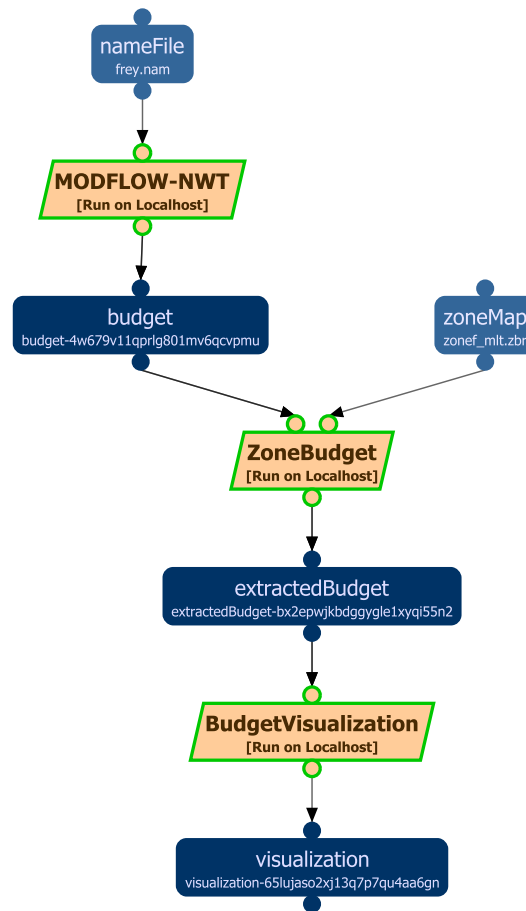 nameFile
frey.nam
MODFLOW-NWT
[Run on Localhost]
budget
budget-4w679v11qprlg801mv6qcvpmu
zoneMap
zonef_mlt.zbr
ZoneBudget
[Run on Localhost]
extractedBudget
extractedBudget-bx2epwjkbdggygle1xyqi55n2
BudgetVisualization
[Run on Localhost]
visualization
visualization-65lujaso2xj13q7p7qu4aa6gn